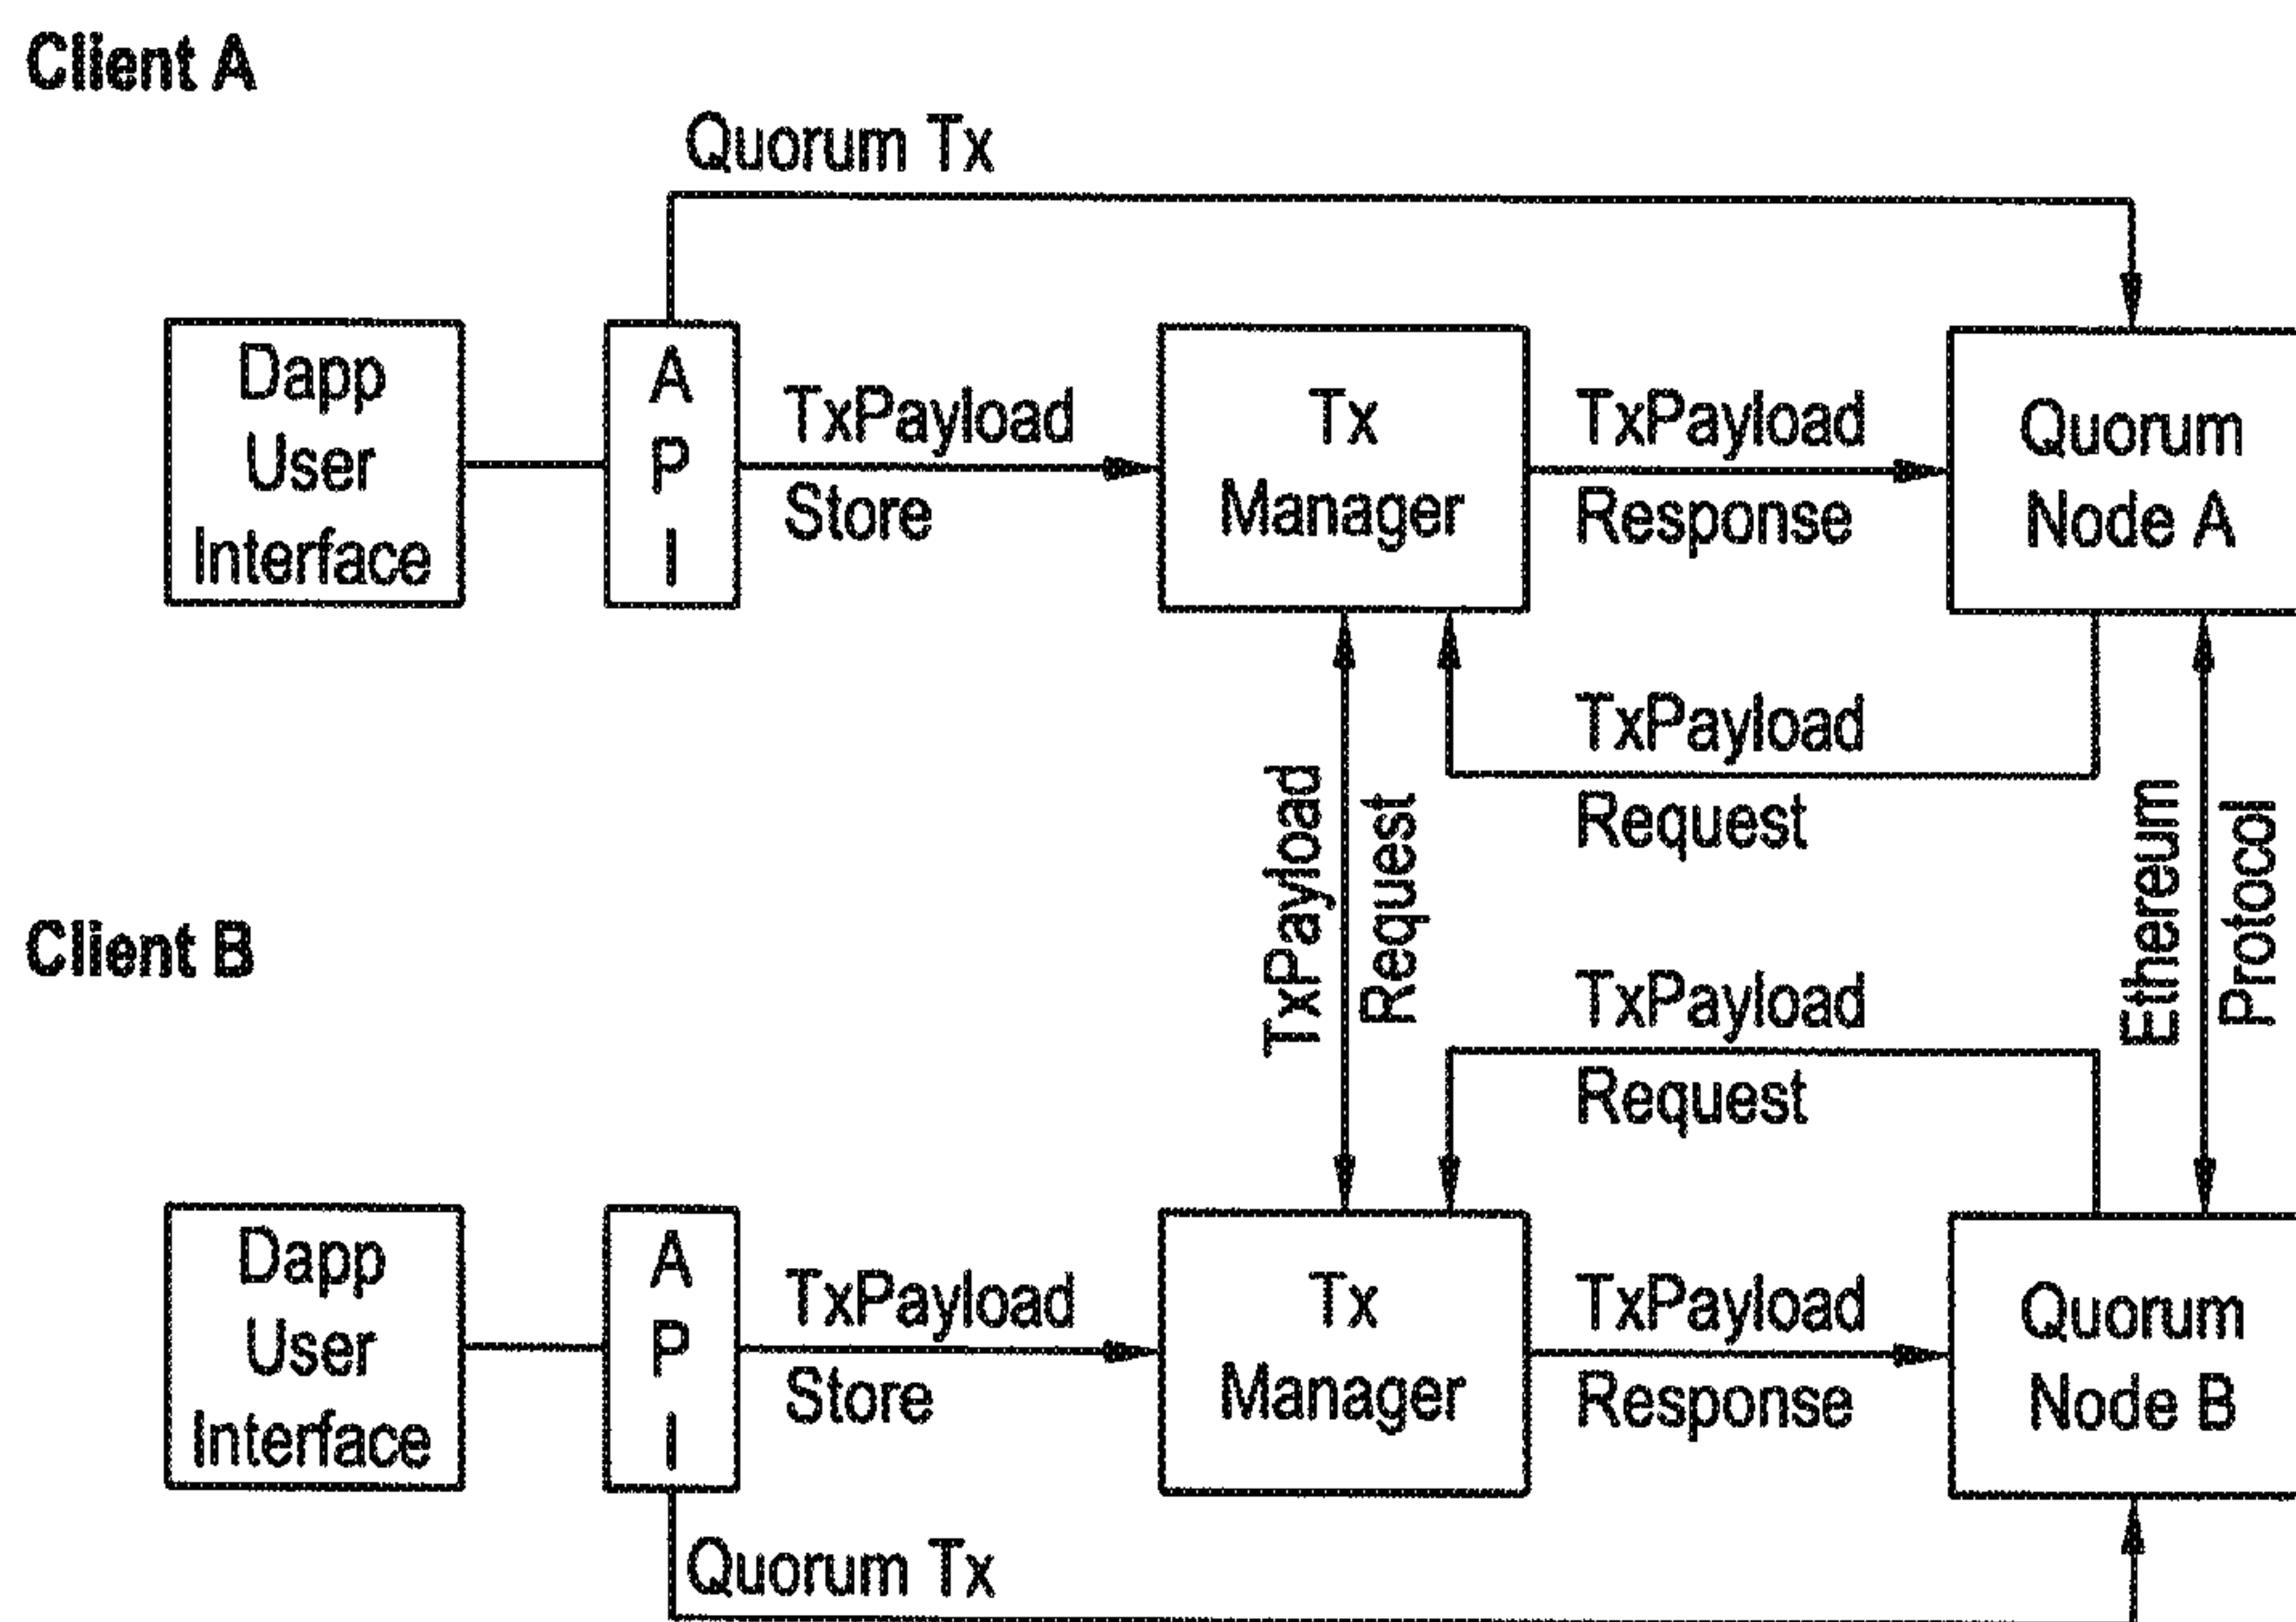 Client A
Quorum Tx
Dapp
User
Interface
A
P
I
TxPayload
Store
Tx
Manager
TxPayload
Response
Quorum
Node A
TxPayload
Request
TxPayload
Request
Ethereum
Protocol
Client B
TxPayload
Request
Dapp
User
Interface
A
P
I
TxPayload
Store
Tx
Manager
TxPayload
Response
Quorum
Node B
Quorum Tx